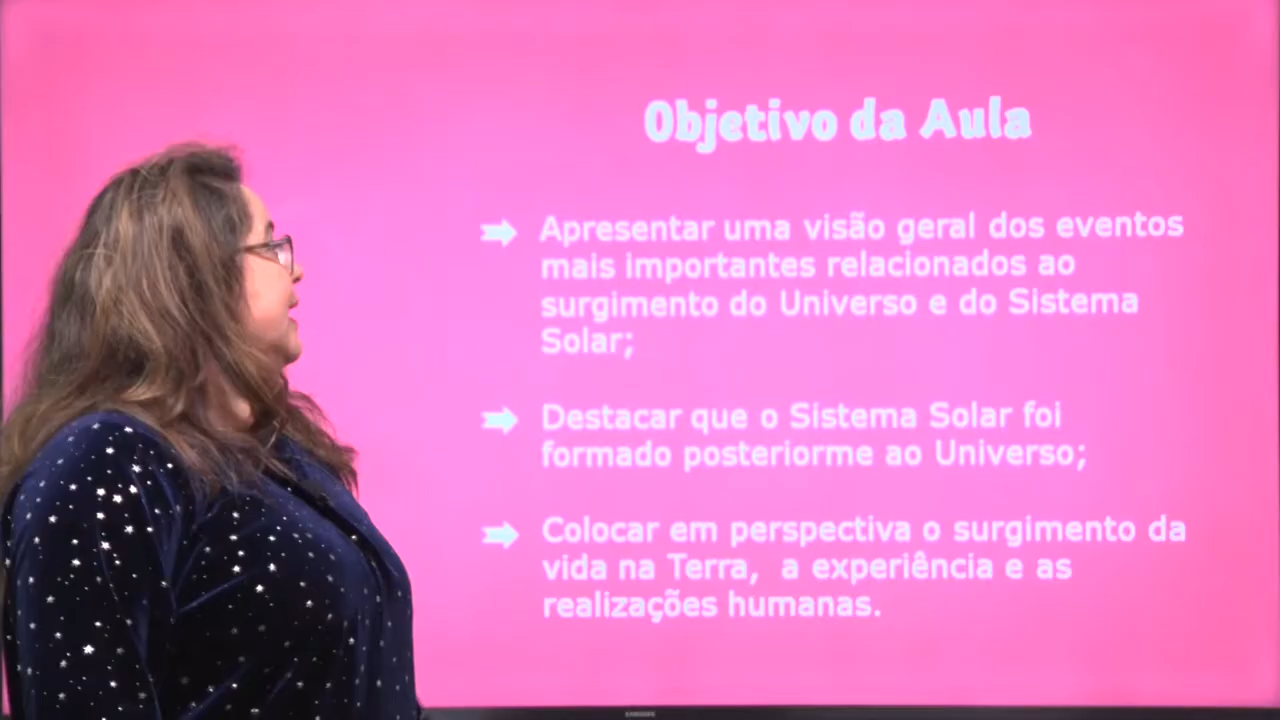 Objetivo da Aula
Apresentar uma visão geral dos eventos
mais importantes relacionados ao
surgimento do Universo e do Sistema
Solar;
Destacar que o Sistema Solar foi
formado posteriorme ao Universo;
Colocar em perspectiva o surgimento da
vida na Terra, a experiência e as
realizações humanas.
SAMSUNG